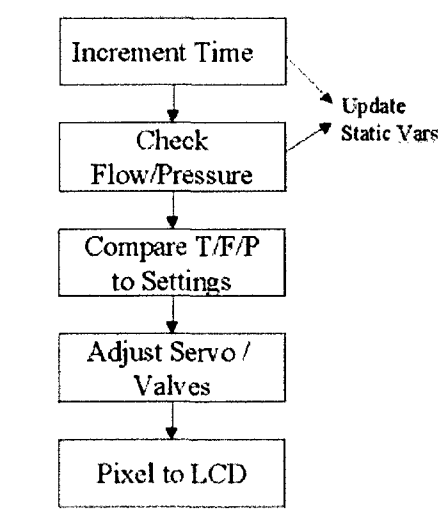 Increment Time
Update
Static Vars
Check
Flow/Pressure
Compare T/F/P
to Settings
Adjust Servo /
Valves
Pixel to LCD